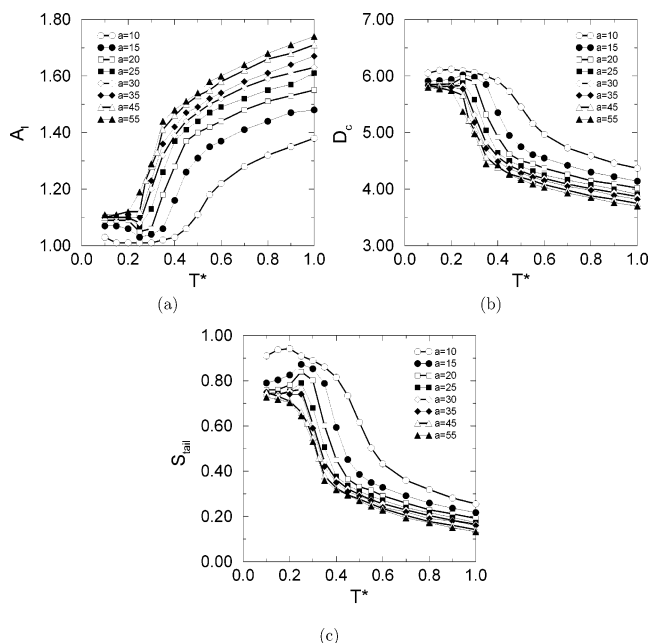 1.80
1.60
1.40
1.20
1.00
A_l
0.0 0.2 0.4 0.6 0.8 1.0
T*
a=10
a=15
a=20
a=25
a=30
a=35
a=45
a=55
(a)
7.00
6.00
5.00
4.00
3.00
D_c
0.0 0.2 0.4 0.6 0.8 1.0
T*
a=10
a=15
a=20
a=25
a=30
a=35
a=45
a=55
(b)
1.00
0.80
0.60
0.40
0.20
0.00
S_tail
0.0 0.2 0.4 0.6 0.8 1.0
T*
a=10
a=15
a=20
a=25
a=30
a=35
a=45
a=55
(c)